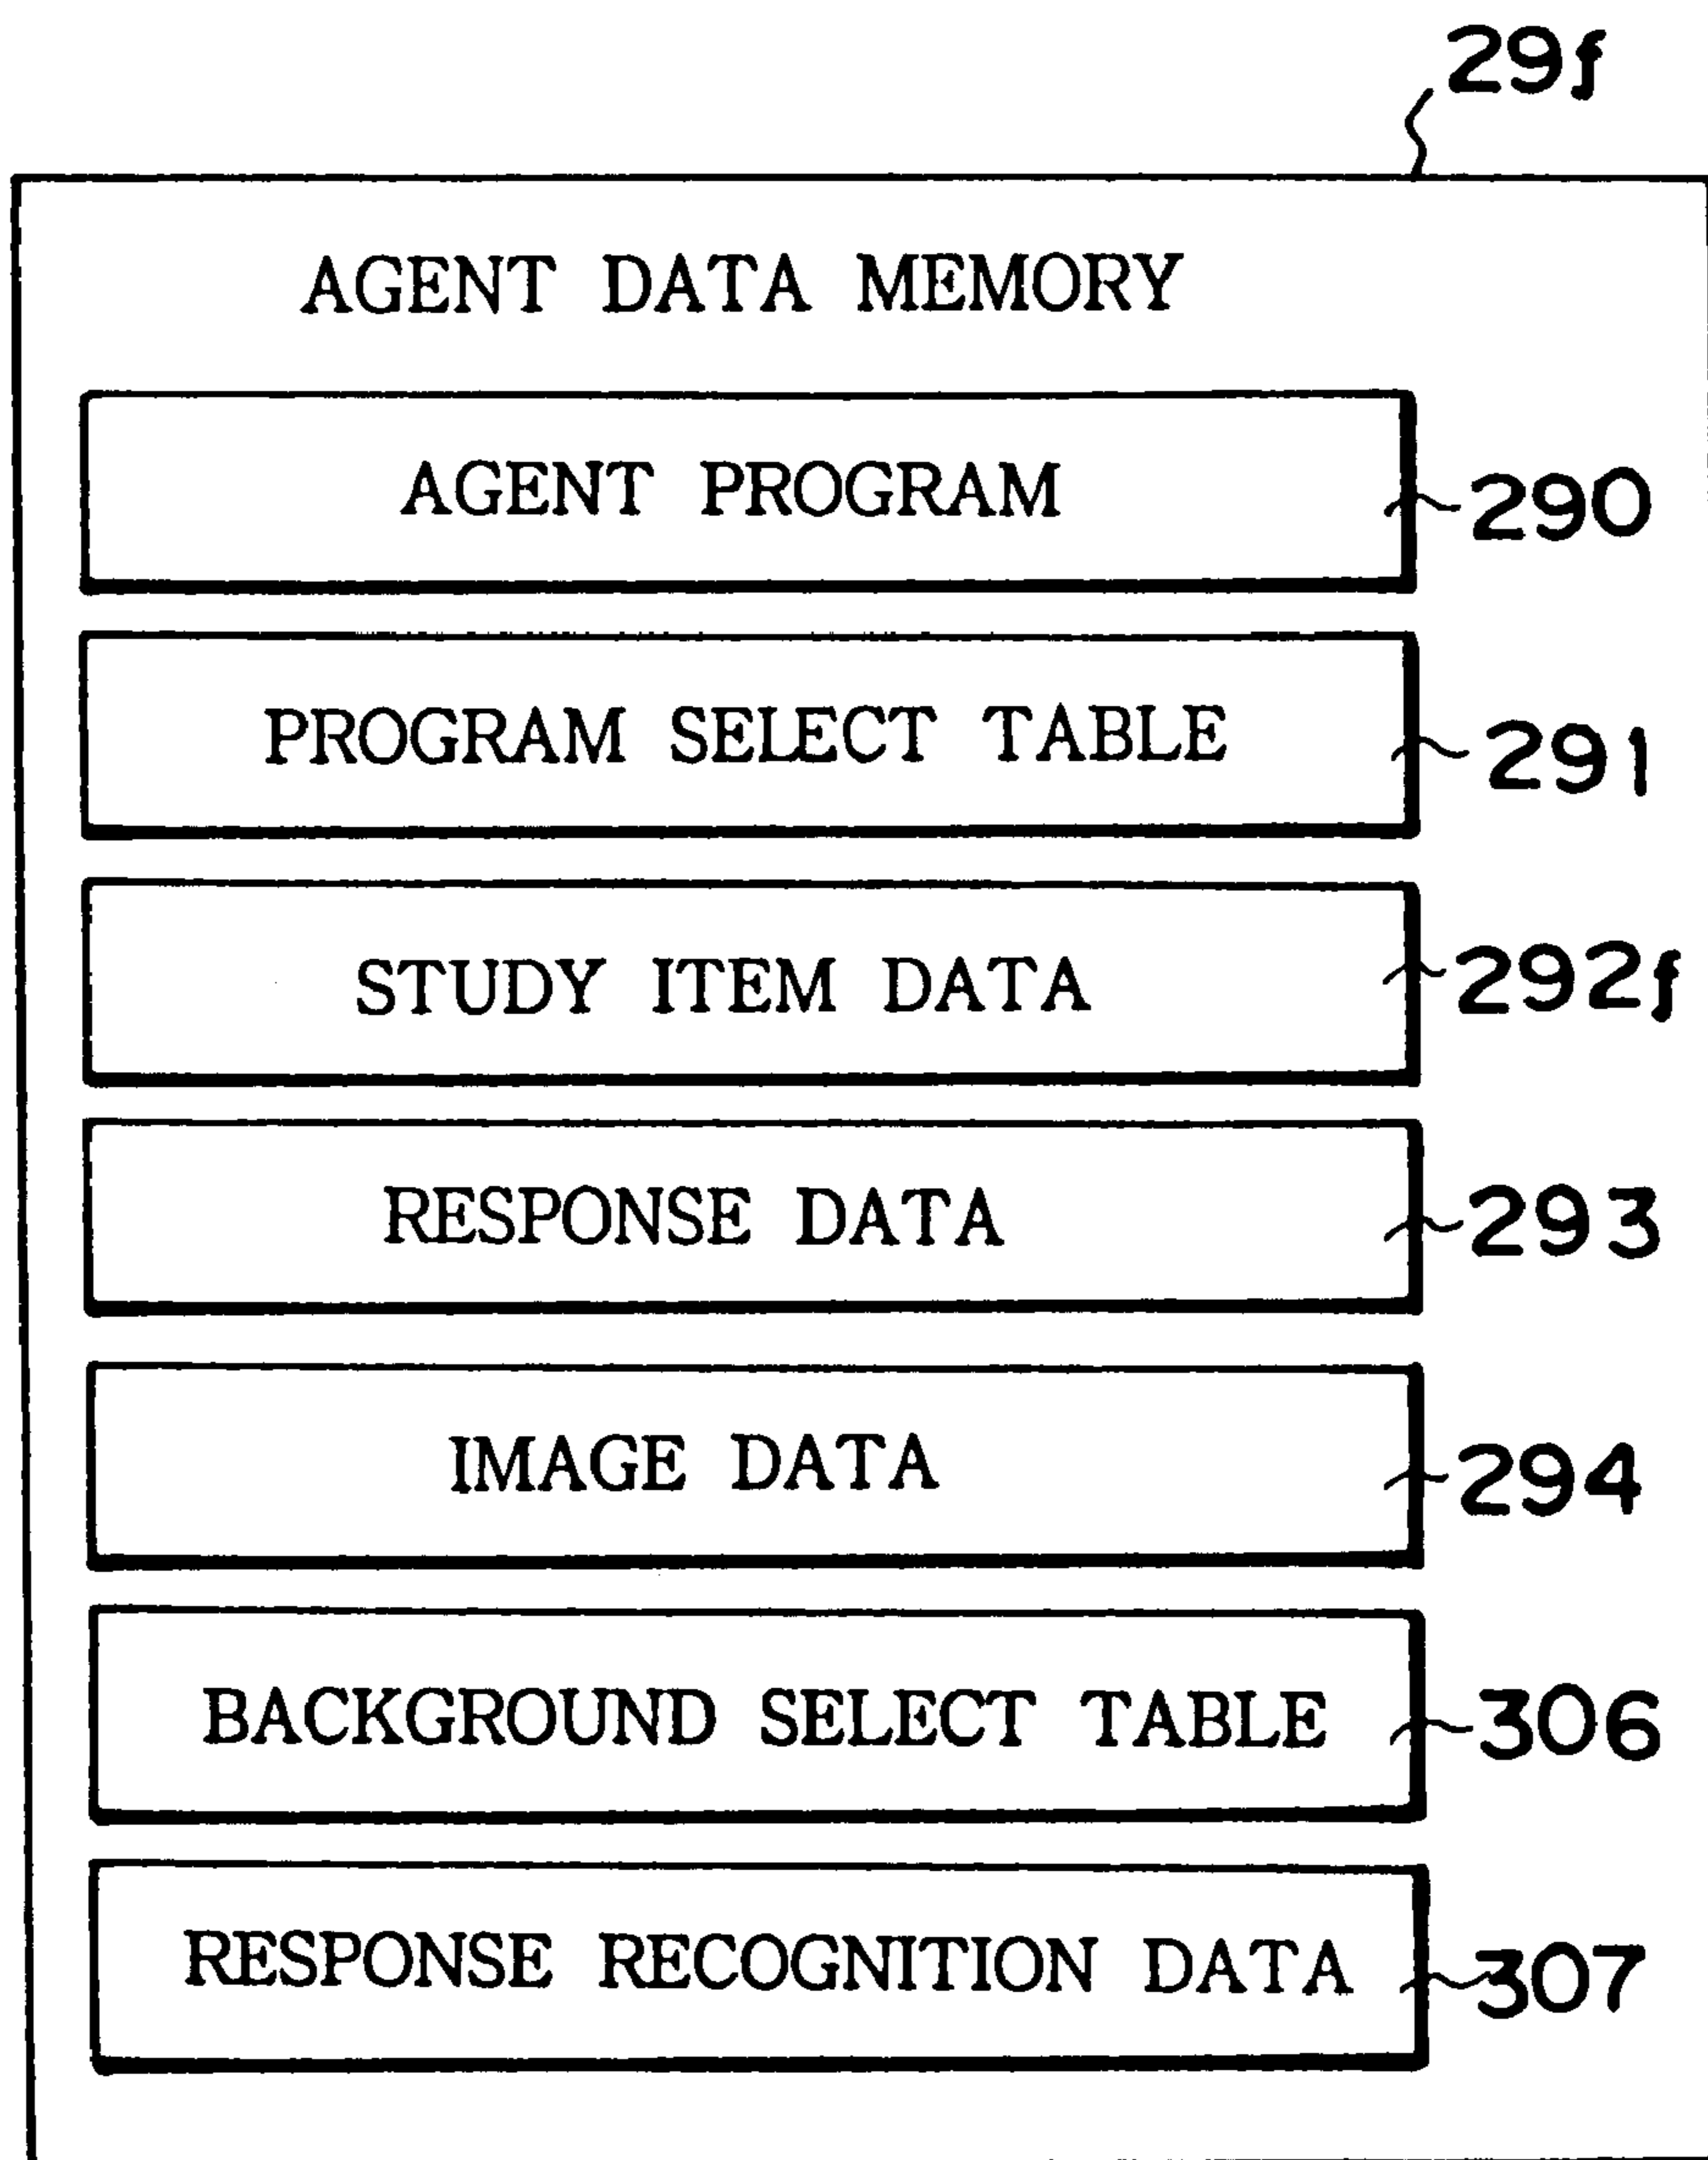 29f
AGENT DATA MEMORY
AGENT PROGRAM
290
PROGRAM SELECT TABLE
291
STUDY ITEM DATA
292f
RESPONSE DATA
293
IMAGE DATA
294
BACKGROUND SELECT TABLE
306
RESPONSE RECOGNITION DATA
307